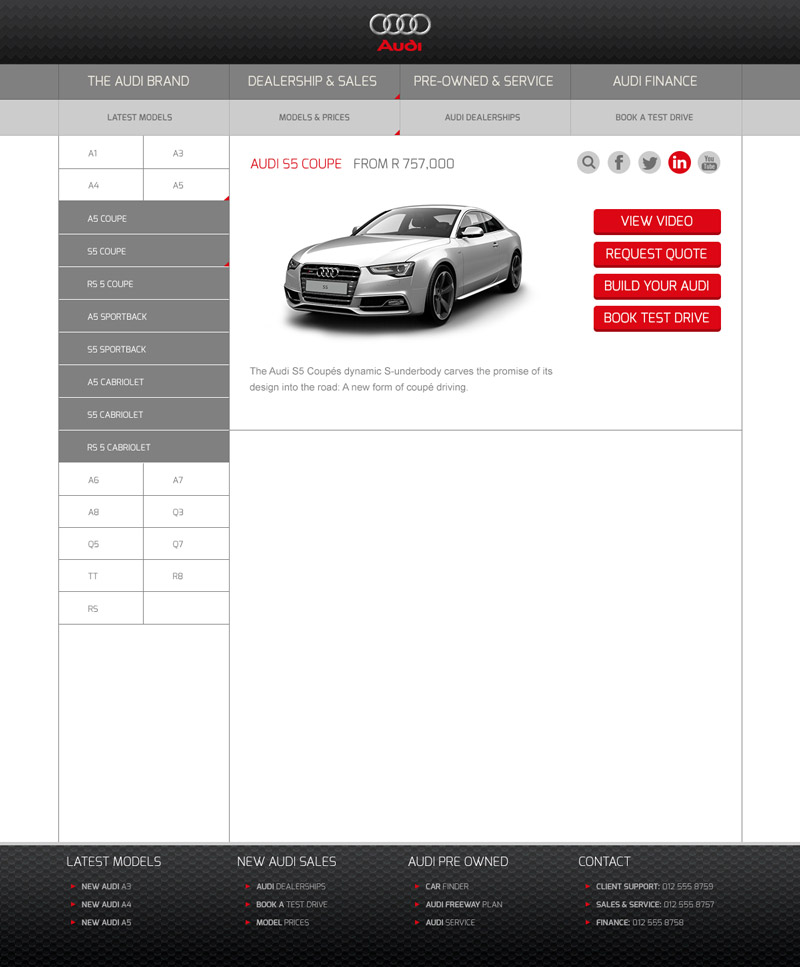 Audi
THE AUDI BRAND
DEALERSHIP & SALES
PRE-OWNED & SERVICE
AUDI FINANCE
LATEST MODELS
MODELS & PRICES
AUDI DEALERSHIPS
BOOK A TEST DRIVE
A1
A3
A4
A5
A5 COUPE
S5 COUPE
RS 5 COUPE
A5 SPORTBACK
S5 SPORTBACK
A5 CABRIOLET
S5 CABRIOLET
RS 5 CABRIOLET
A6
A7
A8
Q3
Q5
Q7
TT
R8
RS
AUDI S5 COUPE FROM R 757,000
f
in
You
Tube
S5
VIEW VIDEO
REQUEST QUOTE
BUILD YOUR AUDI
BOOK TEST DRIVE
The Audi S5 Coupés dynamic S-underbody carves the promise of its
design into the road: A new form of coupé driving.
LATEST MODELS
NEW AUDI A3
NEW AUDI A4
NEW AUDI A5
NEW AUDI SALES
AUDI DEALERSHIPS
BOOK A TEST DRIVE
MODEL PRICES
AUDI PRE OWNED
CAR FINDER
AUDI FREEWAY PLAN
AUDI SERVICE
CONTACT
CLIENT SUPPORT: 012 555 8759
SALES & SERVICE: 012 555 8757
FINANCE: 012 555 8758